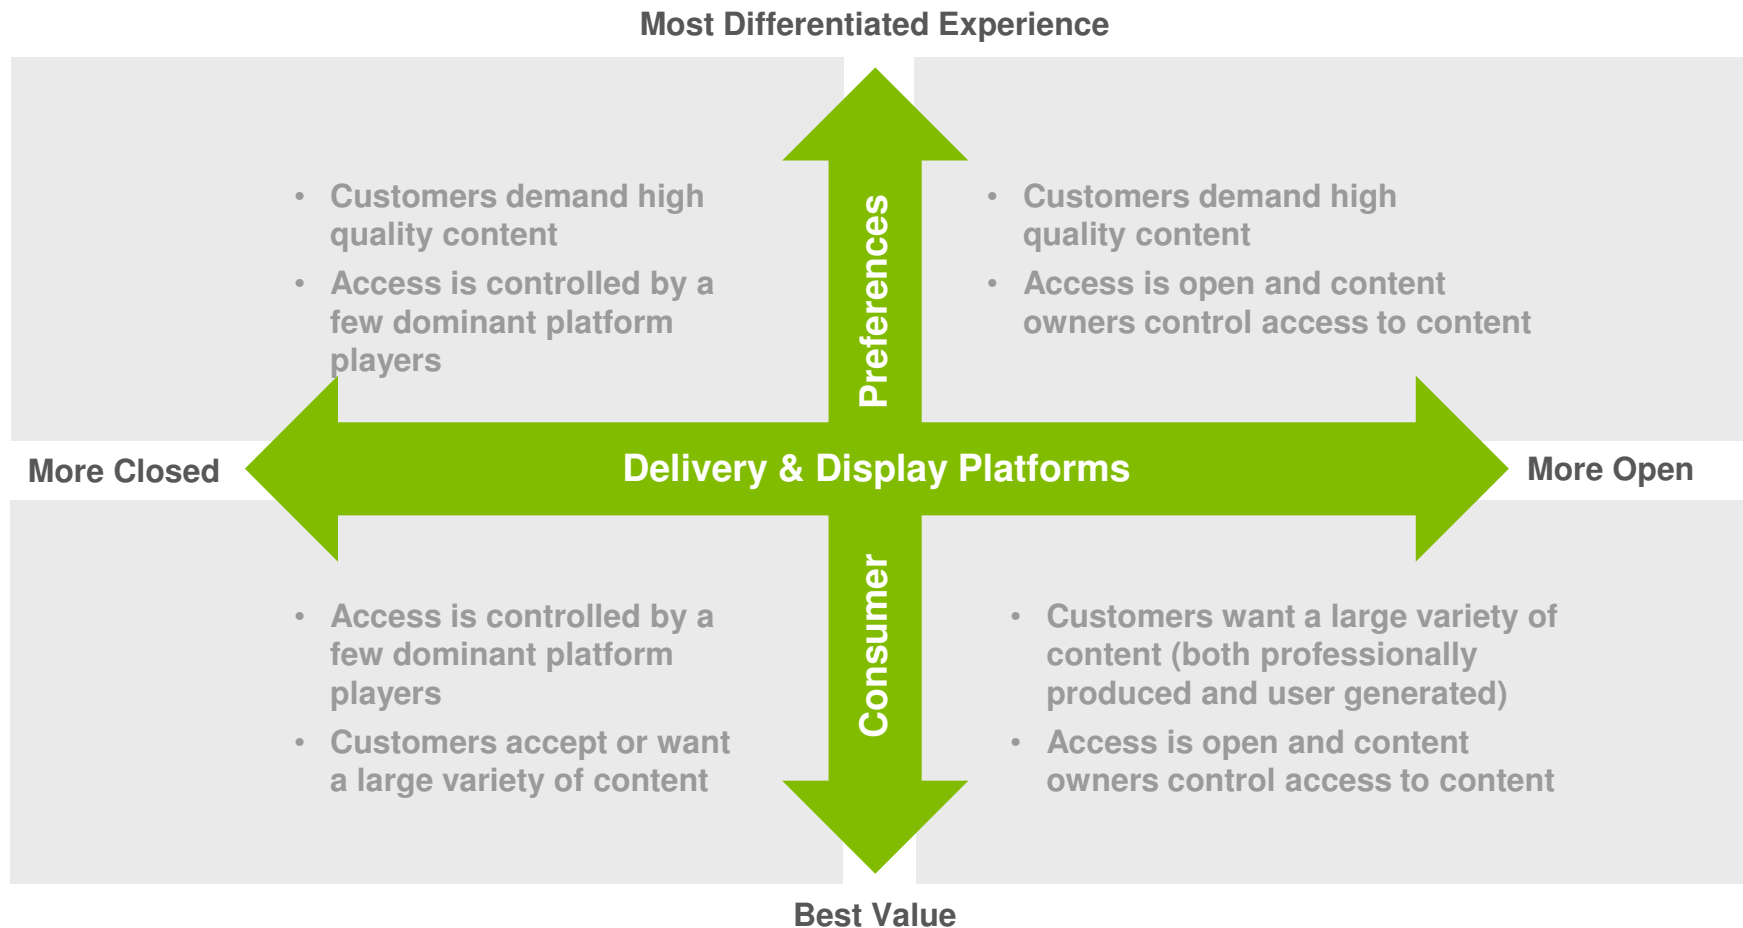 Most Differentiated Experience
• Customers demand high
quality content
• Access is controlled by a
few dominant platform
players
• Customers demand high
quality content
• Access is open and content
owners control access to content
Consumer Preferences
More Closed
Delivery & Display Platforms
More Open
• Access is controlled by a
few dominant platform
players
• Customers accept or want
a large variety of content
• Customers want a large variety of
content (both professionally
produced and user generated)
• Access is open and content
owners control access to content
Best Value